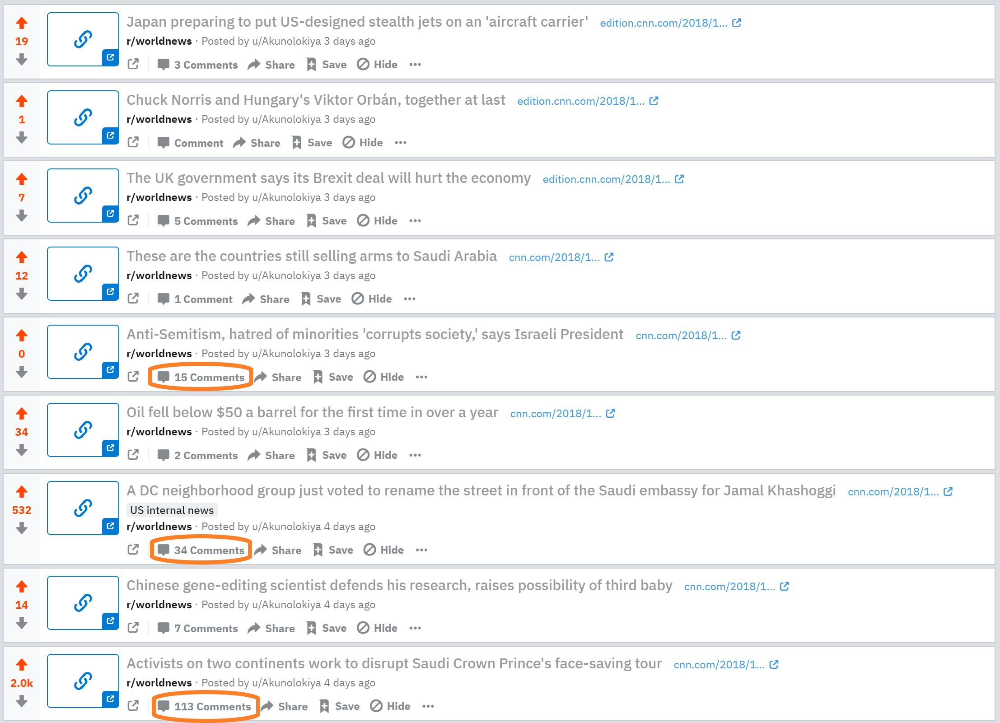 Japan preparing to put US-designed stealth jets on an 'aircraft carrier' edition.cnn.com/2018/1...
19
r/worldnews · Posted by u/Akunolokiya 3 days ago
3 Comments Share Save Hide ...
Chuck Norris and Hungary's Viktor Orbán, together at last edition.cnn.com/2018/1...
1
r/worldnews · Posted by u/Akunolokiya 3 days ago
Comment Share Save Hide ...
The UK government says its Brexit deal will hurt the economy edition.cnn.com/2018/1...
7
r/worldnews · Posted by u/Akunolokiya 3 days ago
5 Comments Share Save Hide ...
These are the countries still selling arms to Saudi Arabia cnn.com/2018/1...
12
r/worldnews · Posted by u/Akunolokiya 3 days ago
1 Comment Share Save Hide ...
Anti-Semitism, hatred of minorities 'corrupts society,' says Israeli President cnn.com/2018/1...
0
r/worldnews · Posted by u/Akunolokiya 3 days ago
15 Comments Share Save Hide ...
Oil fell below $50 a barrel for the first time in over a year cnn.com/2018/1...
34
r/worldnews · Posted by u/Akunolokiya 3 days ago
2 Comments Share Save Hide ...
A DC neighborhood group just voted to rename the street in front of the Saudi embassy for Jamal Khashoggi cnn.com/2018/1...
532
US internal news
r/worldnews · Posted by u/Akunolokiya 4 days ago
34 Comments Share Save Hide ...
Chinese gene-editing scientist defends his research, raises possibility of third baby cnn.com/2018/1...
14
r/worldnews · Posted by u/Akunolokiya 4 days ago
7 Comments Share Save Hide ...
Activists on two continents work to disrupt Saudi Crown Prince's face-saving tour cnn.com/2018/1...
2.0k
r/worldnews · Posted by u/Akunolokiya 4 days ago
113 Comments Share Save Hide ...